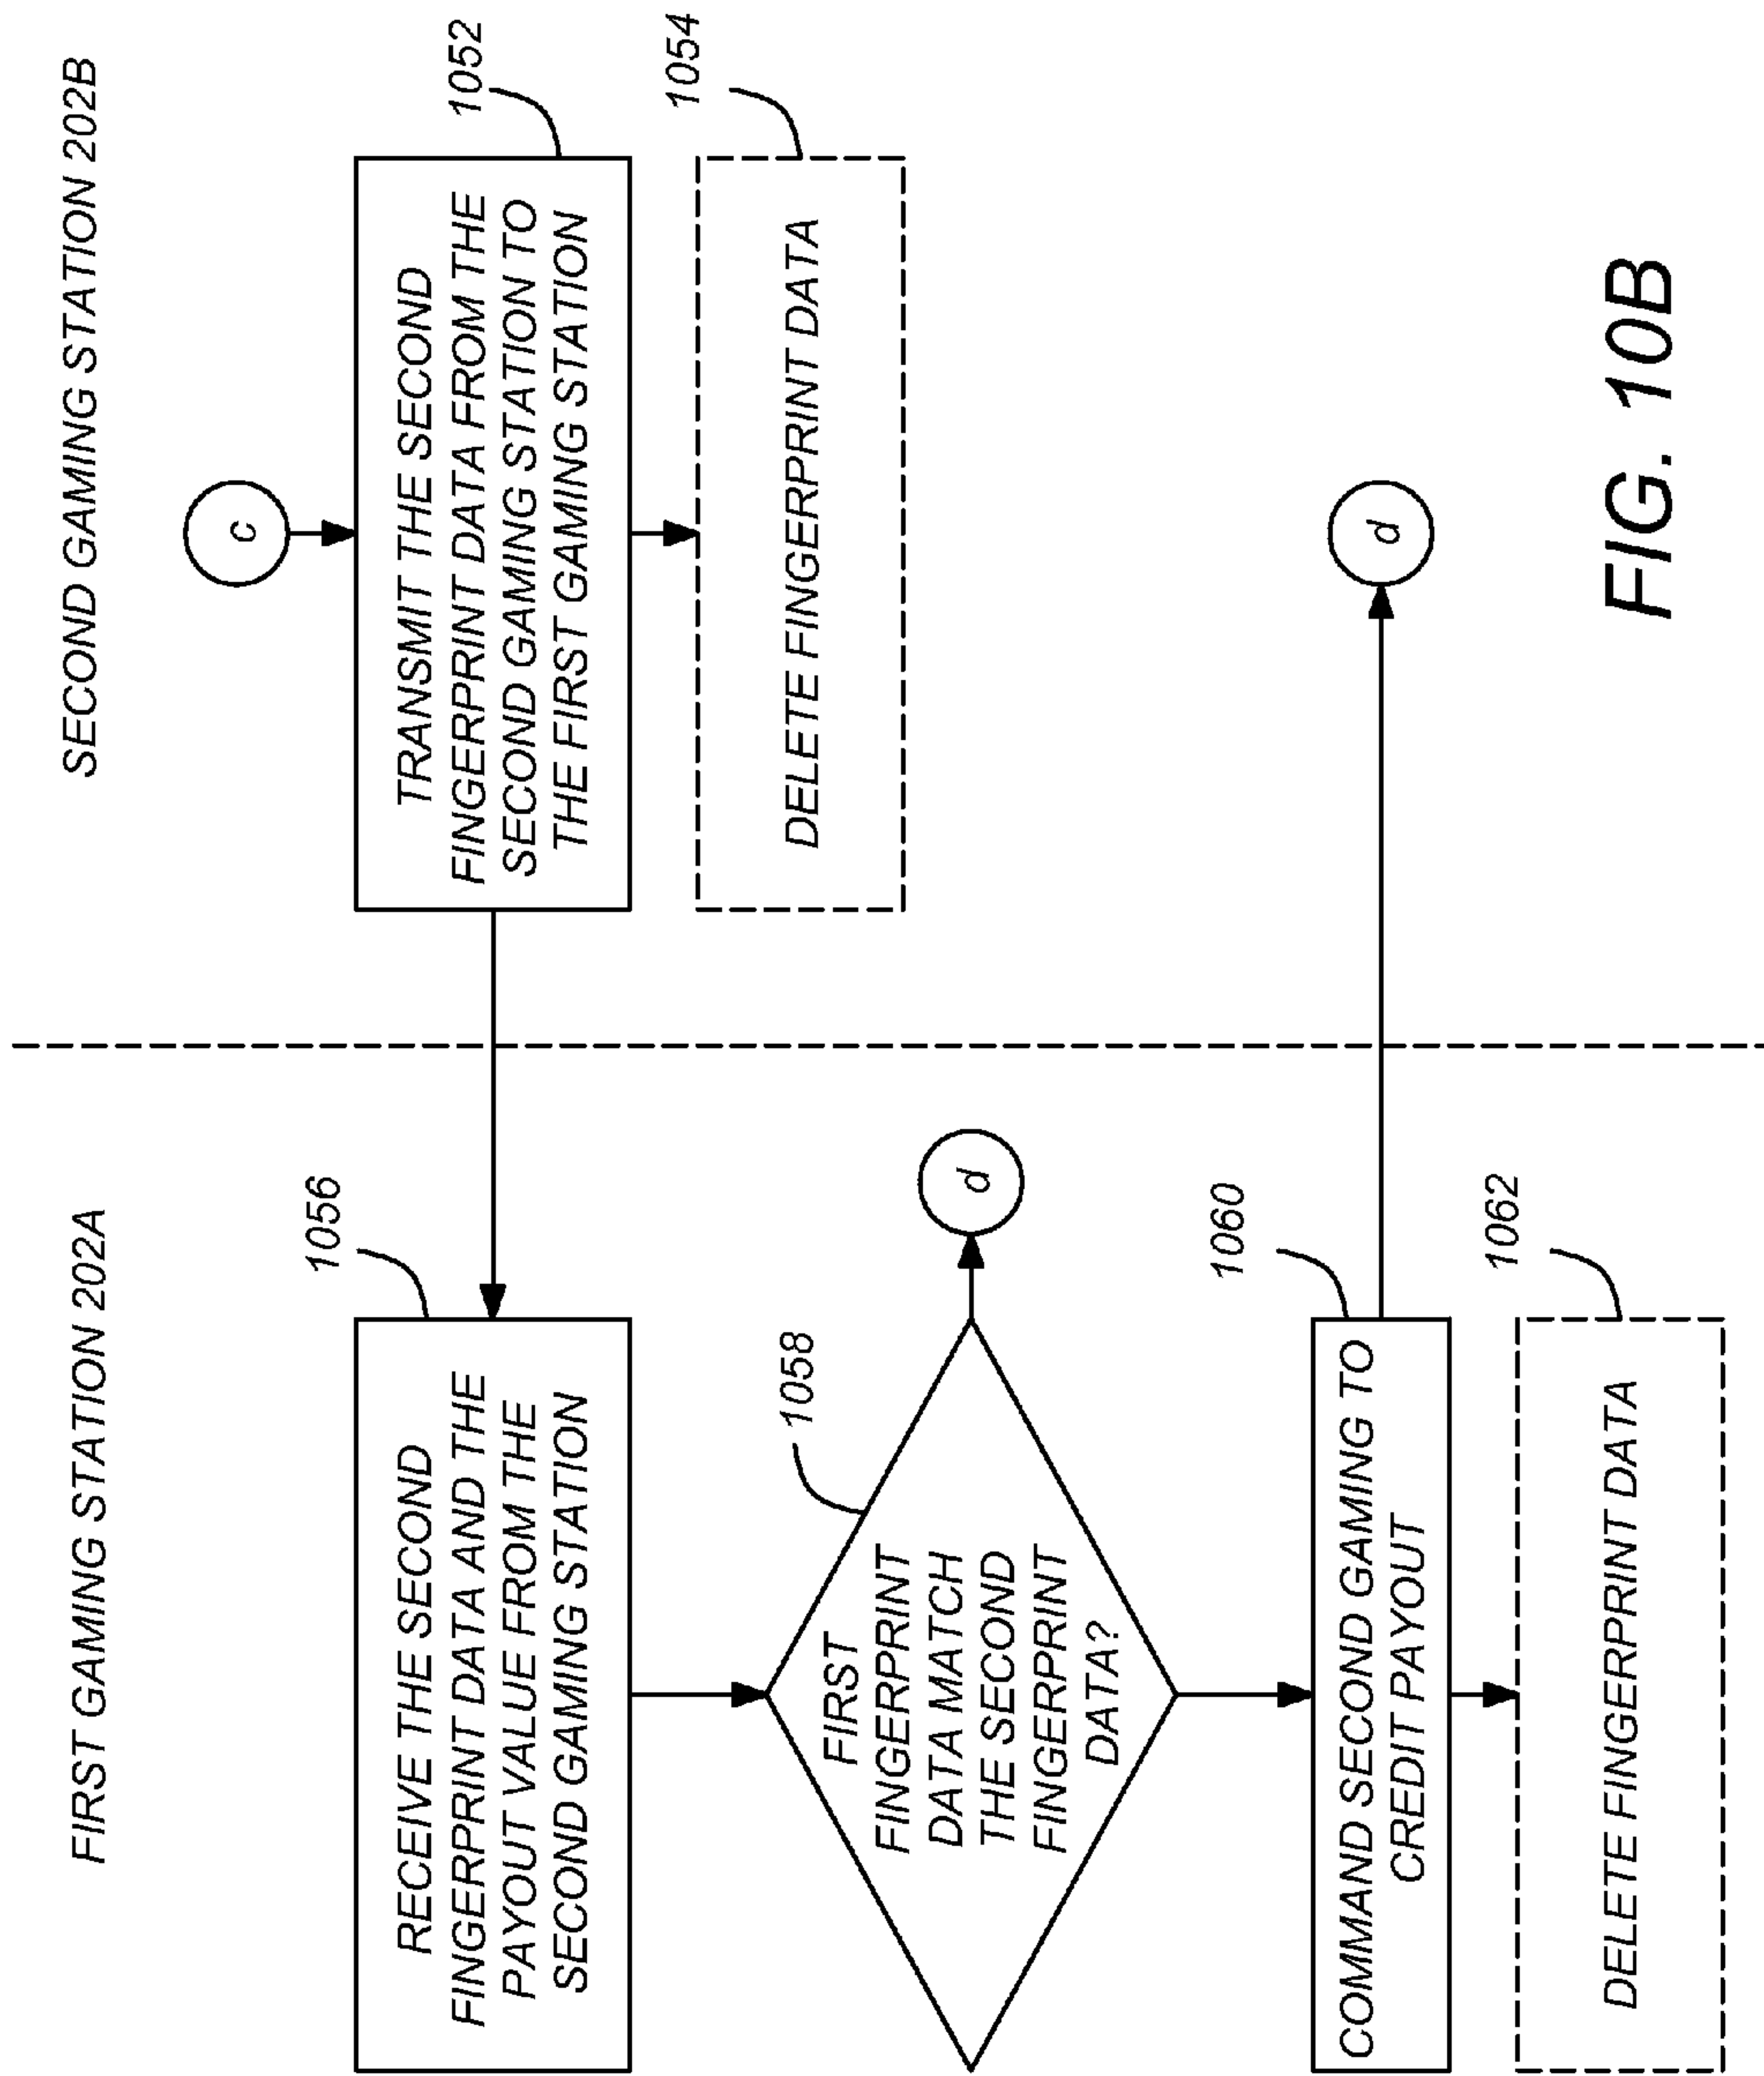 FIRST GAMING STATION 202A
SECOND GAMING STATION 202B
c
1052
TRANSMIT THE SECOND
FINGERPRINT DATA FROM THE
SECOND GAMING STATION TO
THE FIRST GAMING STATION
1054
DELETE FINGERPRINT DATA
1056
RECEIVE THE SECOND
FINGERPRINT DATA AND THE
PAYOUT VALUE FROM THE
SECOND GAMING STATION
1058
FIRST
FINGERPRINT
DATA MATCH
THE SECOND
FINGERPRINT
DATA?
d
1060
COMMAND SECOND GAMING TO
CREDIT PAYOUT
d
1062
DELETE FINGERPRINT DATA
FIG. 10B